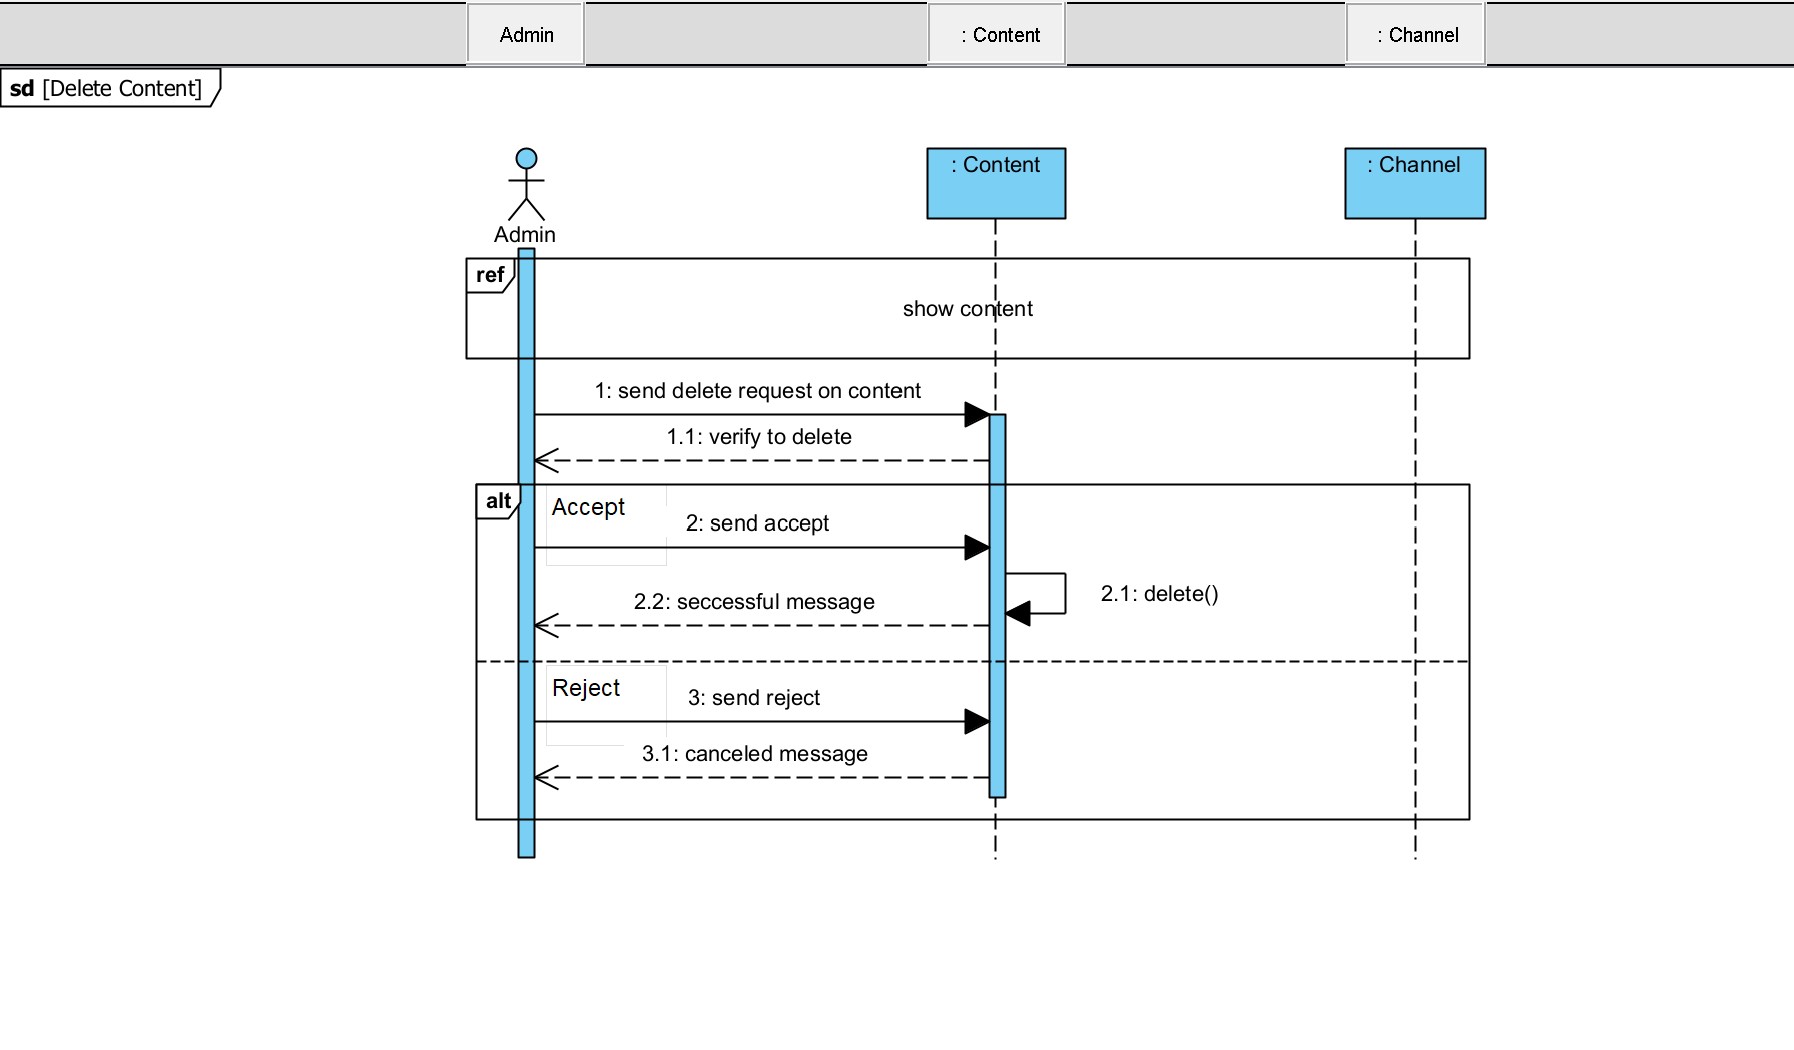 Admin
: Content
: Channel
sd [Delete Content]
: Content
: Channel
Admin
ref
show content
1: send delete request on content
1.1: verify to delete
alt
Accept
2: send accept
2.1: delete()
2.2: seccessful message
Reject
3: send reject
3.1: canceled message